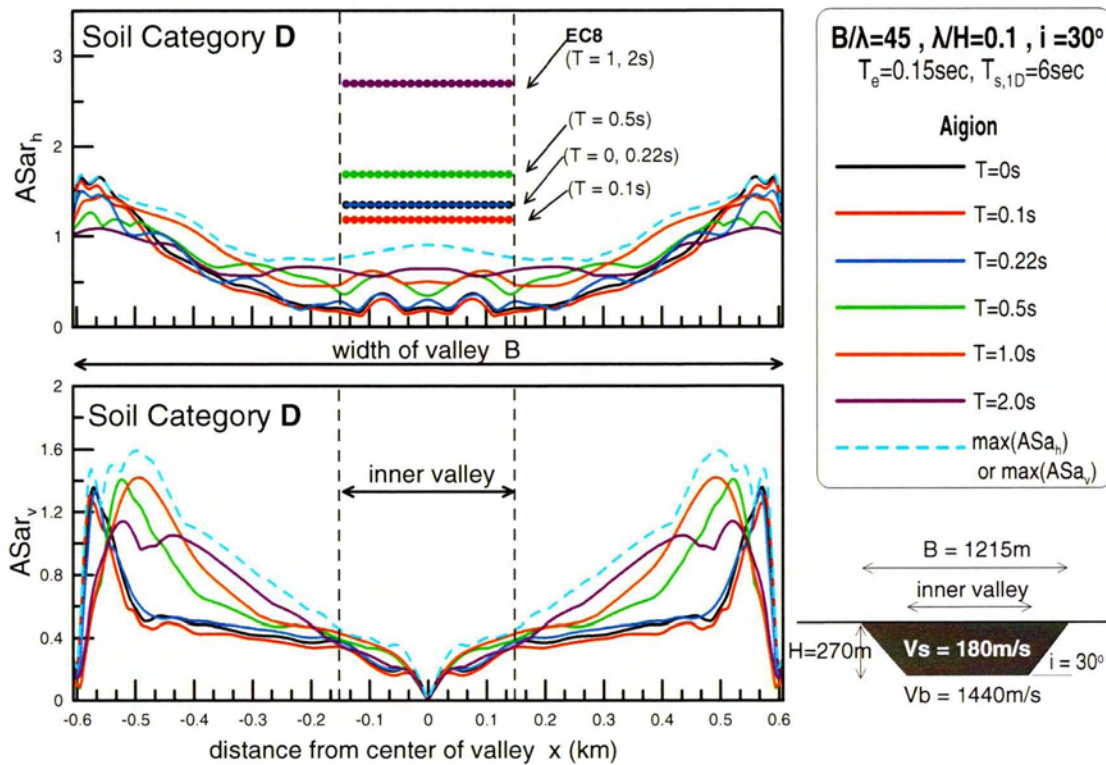 Soil Category D
EC8
(T = 1, 2s)
(T = 0.5s)
(T = 0, 0.22s)
(T = 0.1s)
ASar_h
3
2
1
0
width of valley B
Soil Category D
inner valley
ASar_v
2
1.6
1.2
0.8
0.4
0
-0.6 -0.5 -0.4 -0.3 -0.2 -0.1 0 0.1 0.2 0.3 0.4 0.5 0.6
distance from center of valley x (km)
B/λ=45 , λ/H=0.1 , i =30°
T_e=0.15sec, T_s,1D=6sec
Aigion
T=0s
T=0.1s
T=0.22s
T=0.5s
T=1.0s
T=2.0s
max(ASa_h)
or max(ASa_v)
B = 1215m
inner valley
H=270m
Vs = 180m/s
i = 30°
Vb = 1440m/s